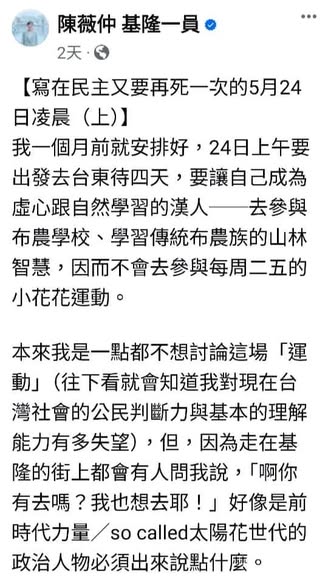 陳薇仲 基隆一員
2天
【寫在民主又要再死一次的5月24
日凌晨（上）】
我一個月前就安排好，24日上午要
出發去台東待四天，要讓自己成為
虛心跟自然學習的漢人──去參與
布農學校、學習傳統布農族的山林
智慧，因而不會去參與每周二五的
小花花運動。
本來我是一點都不想討論這場「運
動」（往下看就會知道我對現在台
灣社會的公民判斷力與基本的理解
能力有多失望），但，因為走在基
隆的街上都會有人問我說，「啊你
有去嗎？我也想去耶！」好像是前
時代力量／so called太陽花世代的
政治人物必須出來說點什麼。